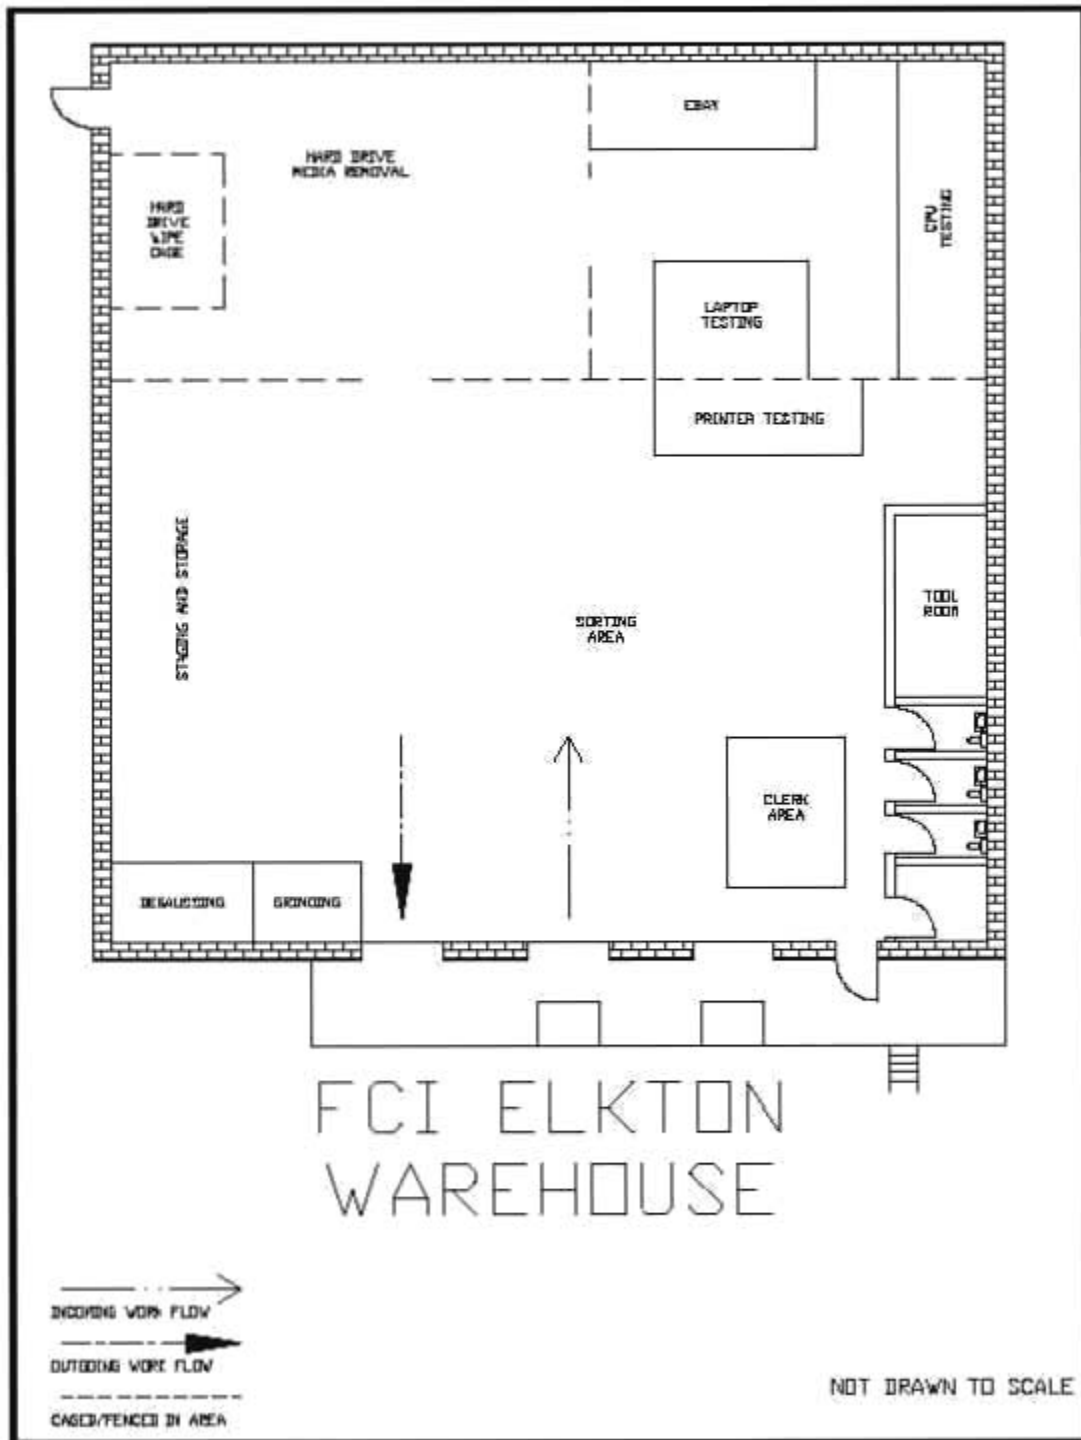 EBAY
HARD DRIVE
MEDIA REMOVAL
HARD
DRIVE
WIPE
CAGE
CPU
TESTING
LAPTOP
TESTING
PRINTER TESTING
STAGING AND STORAGE
SORTING
AREA
TOOL
ROOM
CLERK
AREA
DEGAUSSING
GRINDING
FCI ELKTON
WAREHOUSE
INCOMING WORK FLOW
OUTGOING WORK FLOW
CAGED/FENCED IN AREA
NOT DRAWN TO SCALE